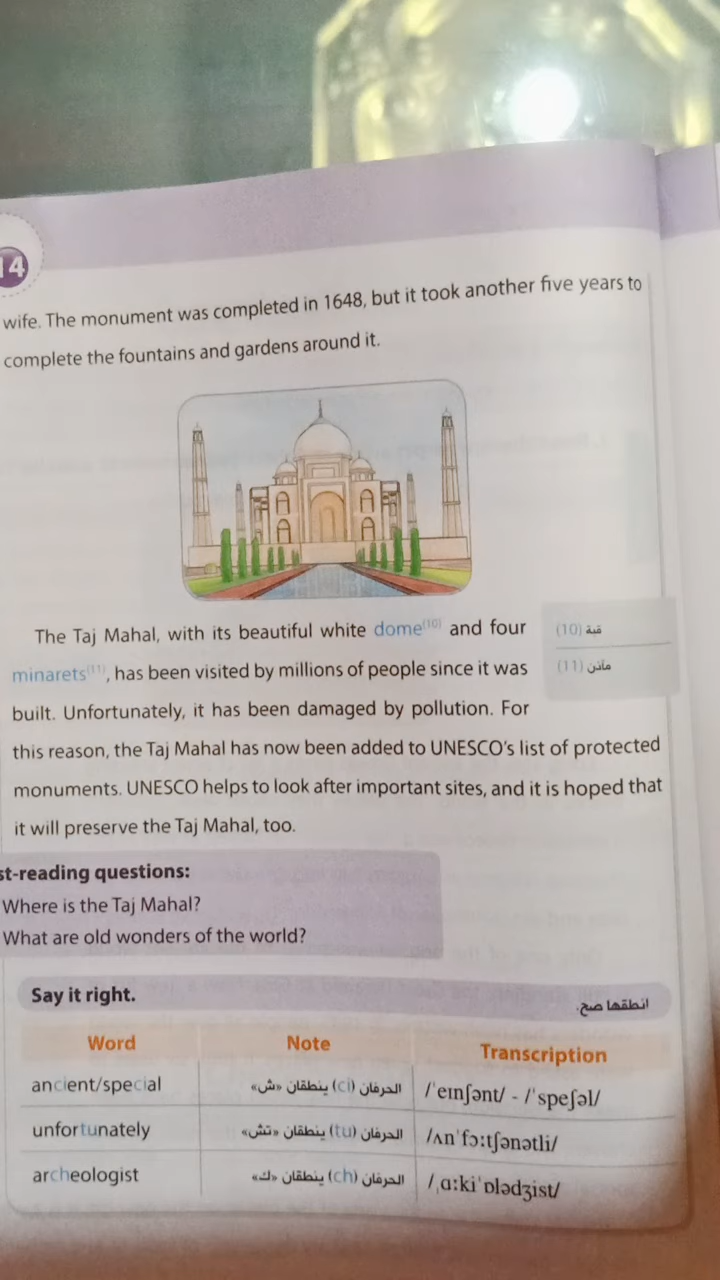 14
wife. The monument was completed in 1648, but it took another five years to
complete the fountains and gardens around it.
The Taj Mahal, with its beautiful white dome(10) and four
minarets(11), has been visited by millions of people since it was
built. Unfortunately, it has been damaged by pollution. For
this reason, the Taj Mahal has now been added to UNESCO's list of protected
monuments. UNESCO helps to look after important sites, and it is hoped that
it will preserve the Taj Mahal, too.
(10) قبة
(11) مآذن
st-reading questions:
Where is the Taj Mahal?
What are old wonders of the world?
Say it right. انطقها صح.
Word Note Transcription
ancient/special الحرفان (ci) ينطقان «ش» /ˈeɪnʃənt/ - /ˈspeʃəl/
unfortunately الحرفان (tu) ينطقان «تش» /ʌnˈfɔːtʃənətli/
archeologist الحرفان (ch) ينطقان «ك» /ˌɑːkiˈɒlədʒist/